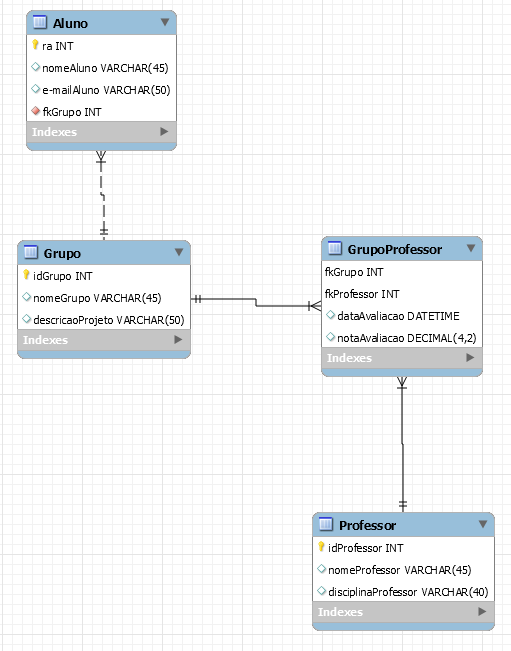 Aluno
ra INT
nomeAluno VARCHAR(45)
e-mailAluno VARCHAR(50)
fkGrupo INT
Indexes
Grupo
idGrupo INT
nomeGrupo VARCHAR(45)
descricaoProjeto VARCHAR(50)
Indexes
GrupoProfessor
fkGrupo INT
fkProfessor INT
dataAvaliacao DATETIME
notaAvaliacao DECIMAL(4,2)
Indexes
Professor
idProfessor INT
nomeProfessor VARCHAR(45)
disciplinaProfessor VARCHAR(40)
Indexes